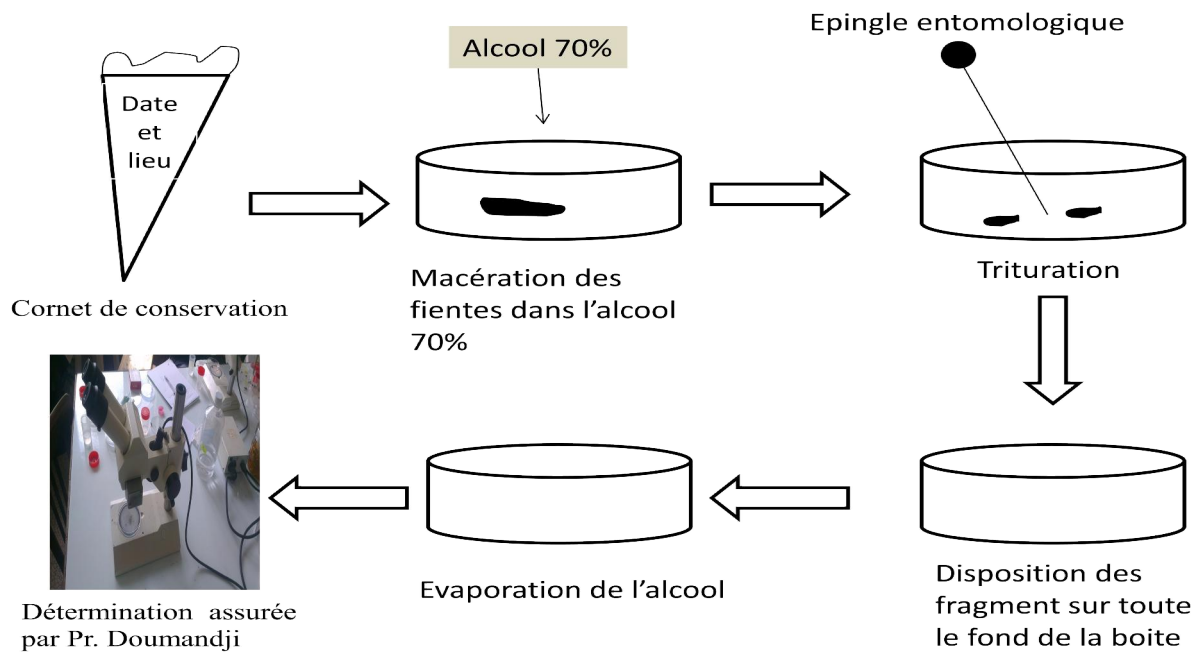 Date
et
lieu
Cornet de conservation
Alcool 70%
Macération des
fientes dans l’alcool
70%
Epingle entomologique
Trituration
Disposition des
fragment sur toute
le fond de la boite
Evaporation de l’alcool
Détermination assurée
par Pr. Doumandji